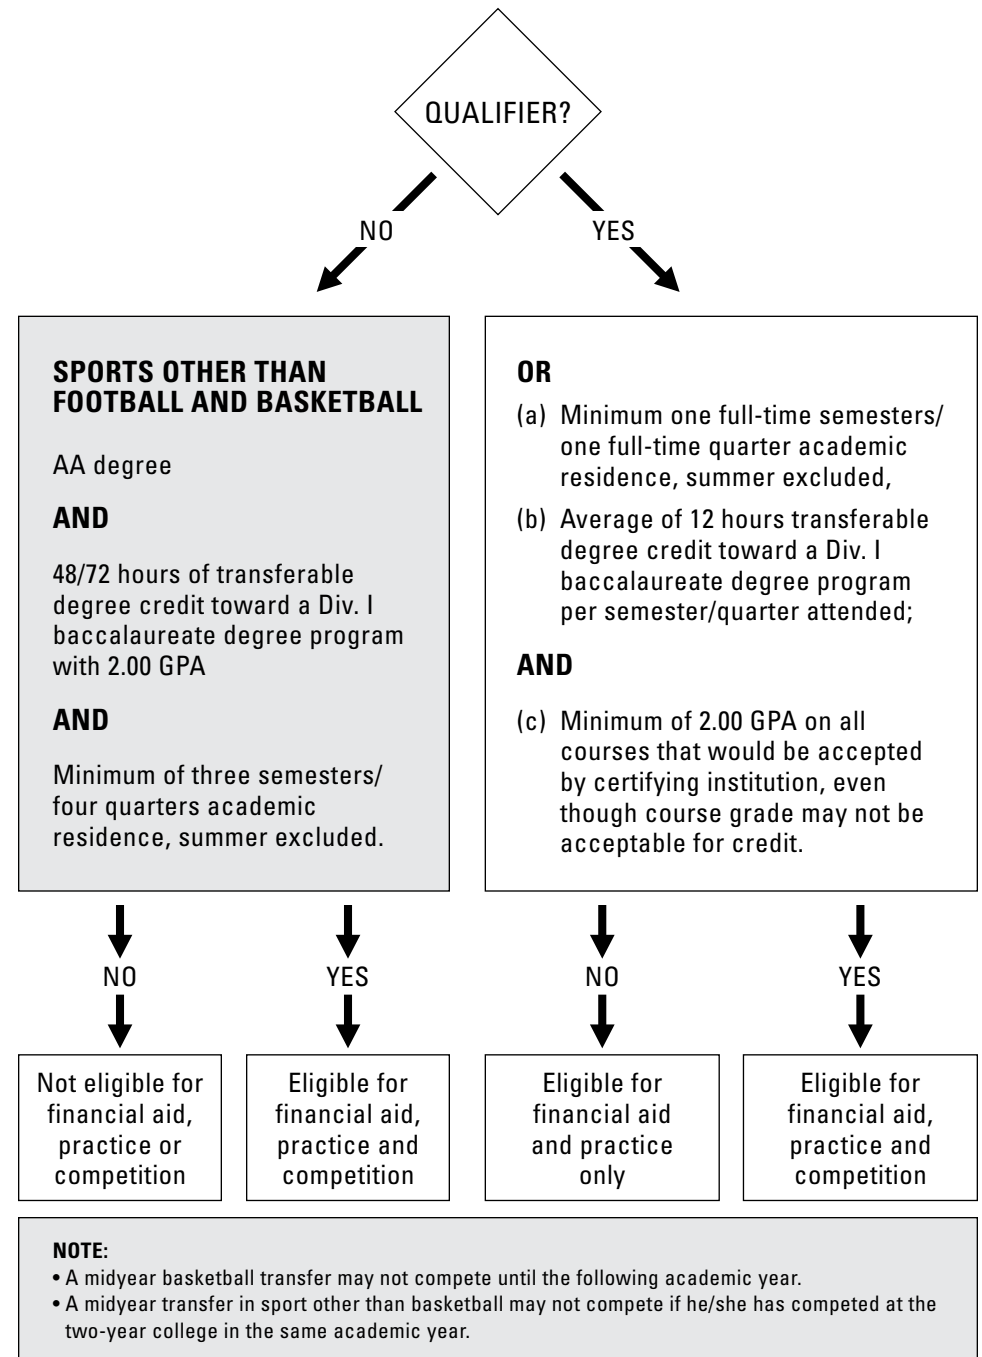 QUALIFIER?
NO
YES
SPORTS OTHER THAN
FOOTBALL AND BASKETBALL
AA degree
AND
48/72 hours of transferable
degree credit toward a Div. I
baccalaureate degree program
with 2.00 GPA
AND
Minimum of three semesters/
four quarters academic
residence, summer excluded.
OR
(a) Minimum one full-time semesters/
one full-time quarter academic
residence, summer excluded,
(b) Average of 12 hours transferable
degree credit toward a Div. I
baccalaureate degree program
per semester/quarter attended;
AND
(c) Minimum of 2.00 GPA on all
courses that would be accepted
by certifying institution, even
though course grade may not be
acceptable for credit.
NO
YES
NO
YES
Not eligible for
financial aid,
practice or
competition
Eligible for
financial aid,
practice and
competition
Eligible for
financial aid
and practice
only
Eligible for
financial aid,
practice and
competition
NOTE:
• A midyear basketball transfer may not compete until the following academic year.
• A midyear transfer in sport other than basketball may not compete if he/she has competed at the
two-year college in the same academic year.